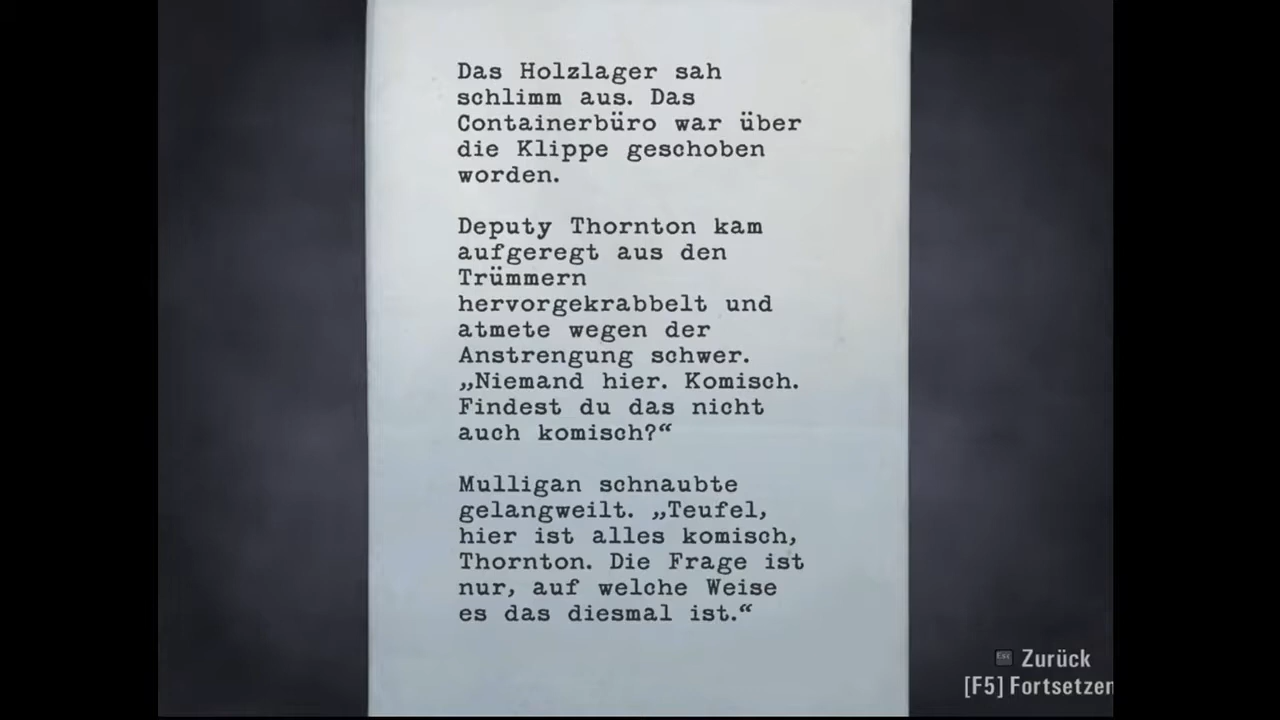 Das Holzlager sah
schlimm aus. Das
Containerbüro war über
die Klippe geschoben
worden.
Deputy Thornton kam
aufgeregt aus den
Trümmern
hervorgekrabbelt und
atmete wegen der
Anstrengung schwer.
„Niemand hier. Komisch.
Findest du das nicht
auch komisch?“
Mulligan schnaubte
gelangweilt. „Teufel,
hier ist alles komisch,
Thornton. Die Frage ist
nur, auf welche Weise
es das diesmal ist.“
Esc Zurück
[F5] Fortsetzen